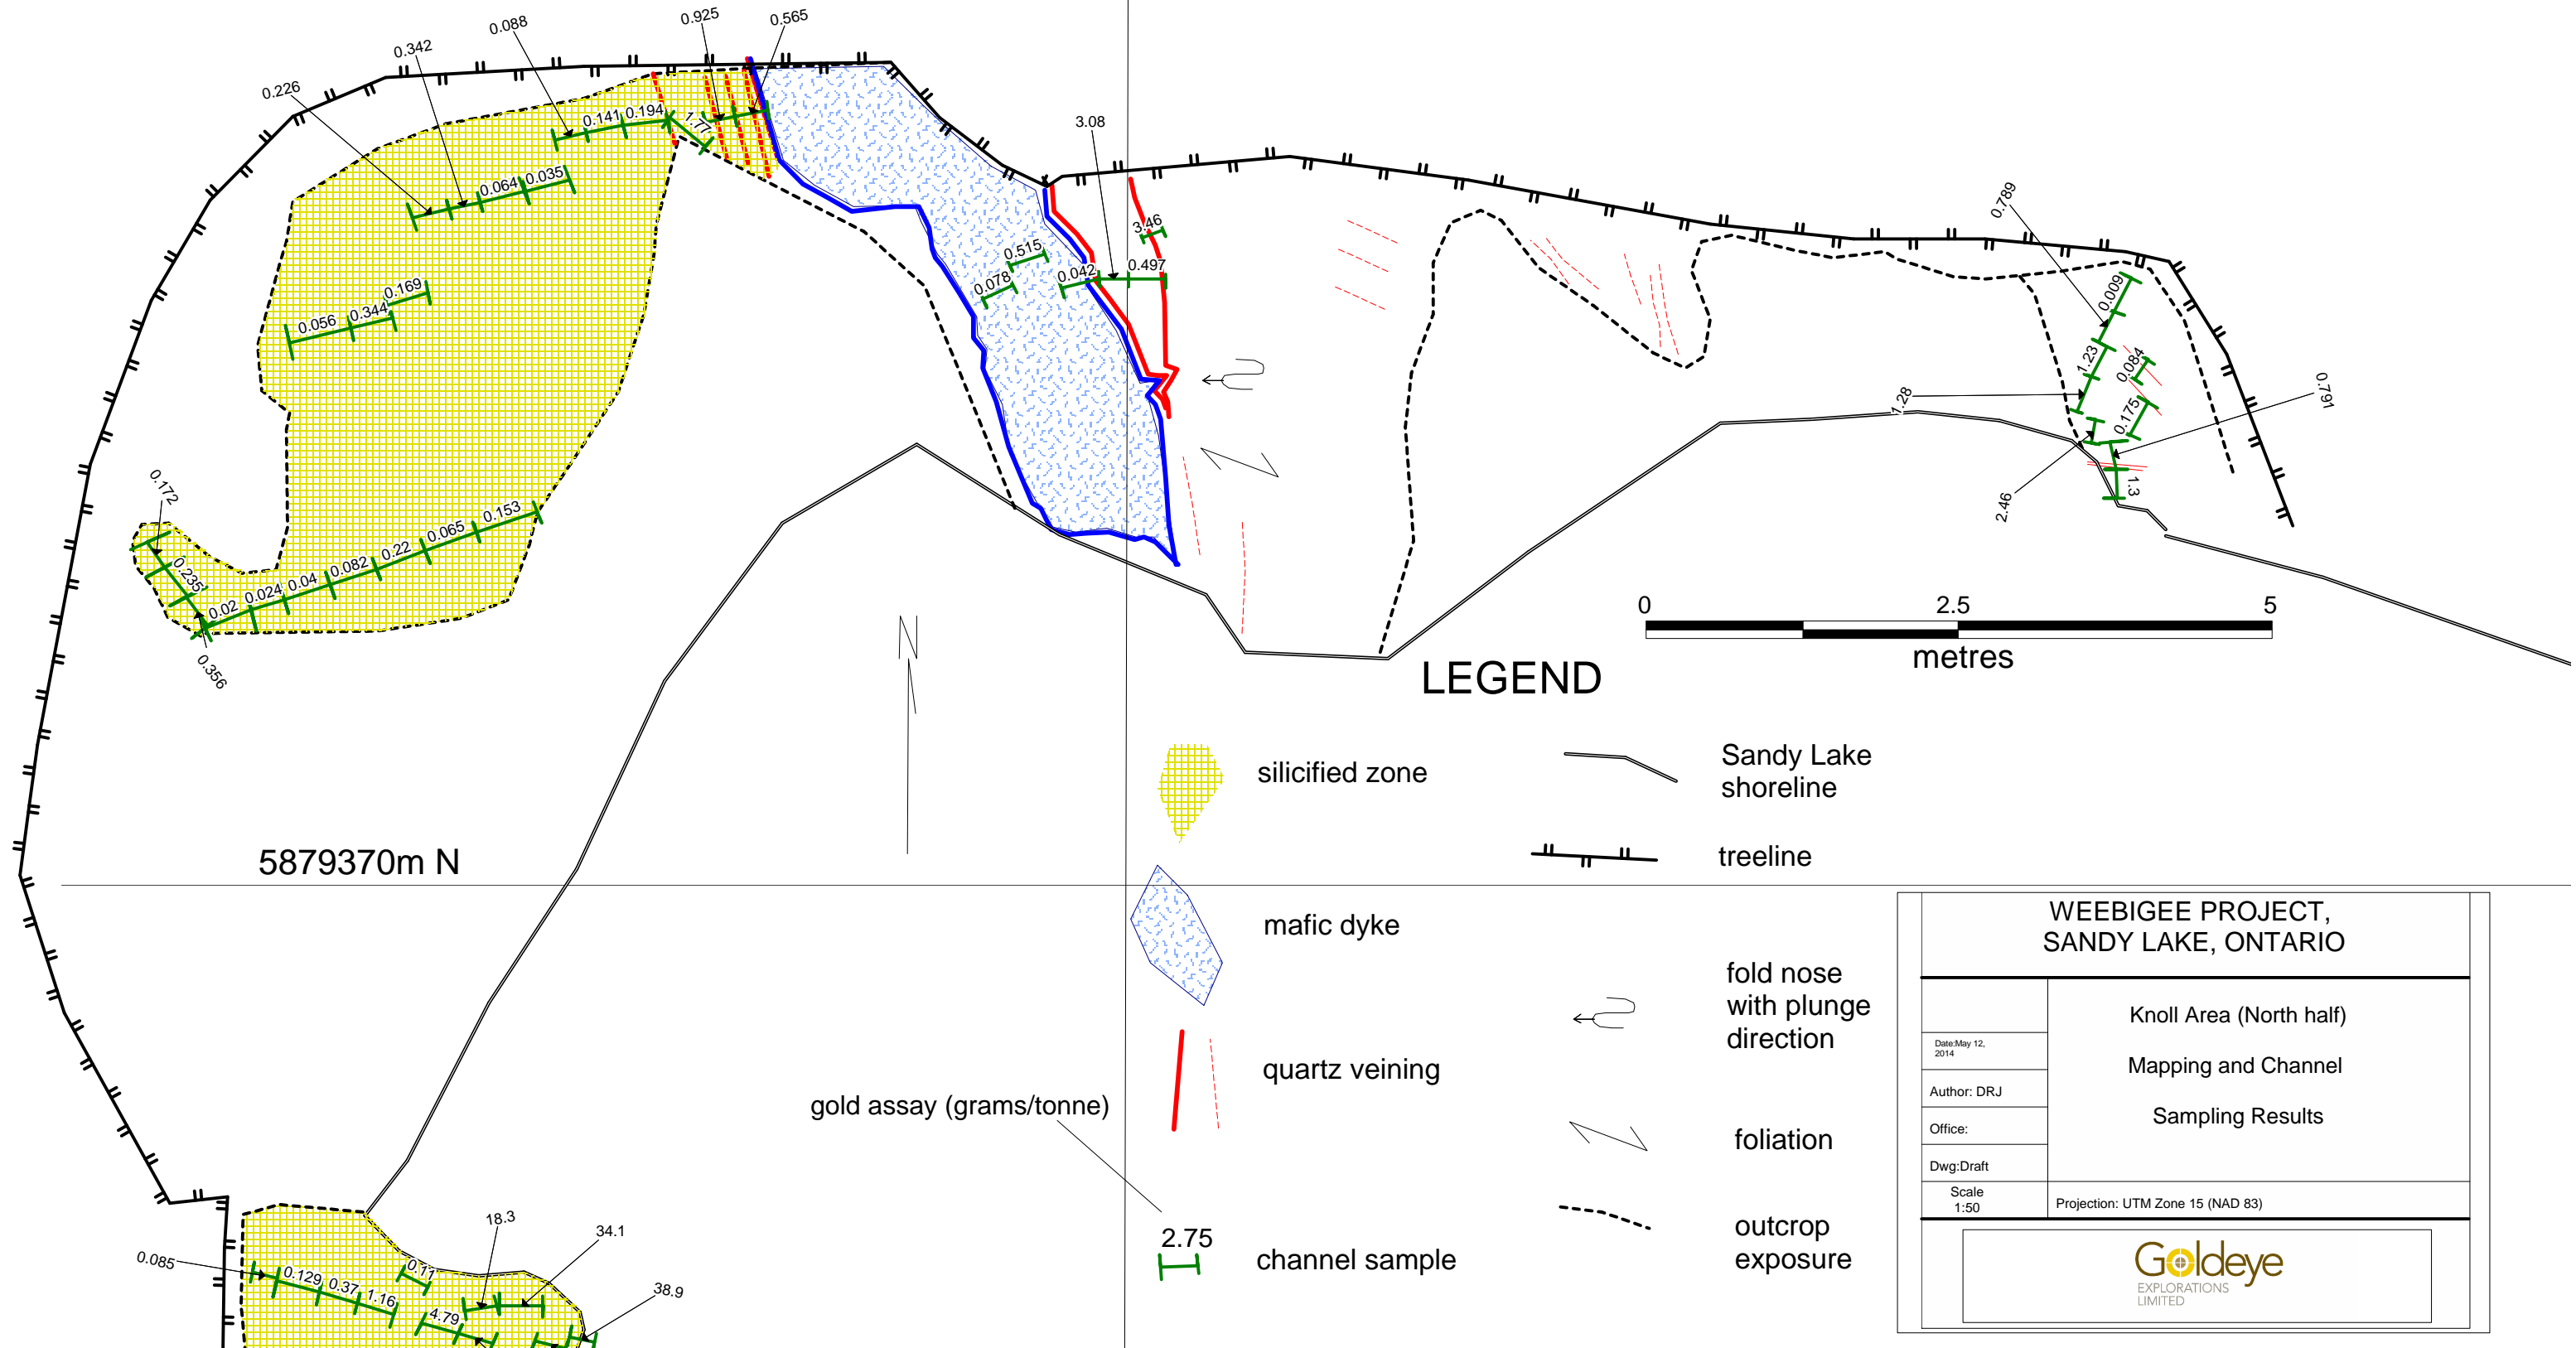 0.088
0.925
0.565
0.342
0.226
0.141
0.194
1.77
0.064
0.035
3.08
3.46
0.515
0.078
0.042
0.497
0.169
0.056
0.344
0.789
0.009
1.23
0.084
1.28
0.175
0.791
2.46
1.3
0.172
0.235
0.02
0.024
0.04
0.082
0.22
0.065
0.153
0.356
N
0
2.5
5
metres
LEGEND
silicified zone
Sandy Lake
shoreline
treeline
mafic dyke
fold nose
with plunge
direction
quartz veining
foliation
gold assay (grams/tonne)
2.75
channel sample
outcrop
exposure
5879370m N
WEEBIGEE PROJECT,
SANDY LAKE, ONTARIO
Knoll Area (North half)
Mapping and Channel
Sampling Results
Date:May 12,
2014
Author: DRJ
Office:
Dwg:Draft
Scale
1:50
Projection: UTM Zone 15 (NAD 83)
Goldeye
EXPLORATIONS
LIMITED
0.085
0.129
0.37
1.16
0.11
18.3
34.1
4.79
38.9